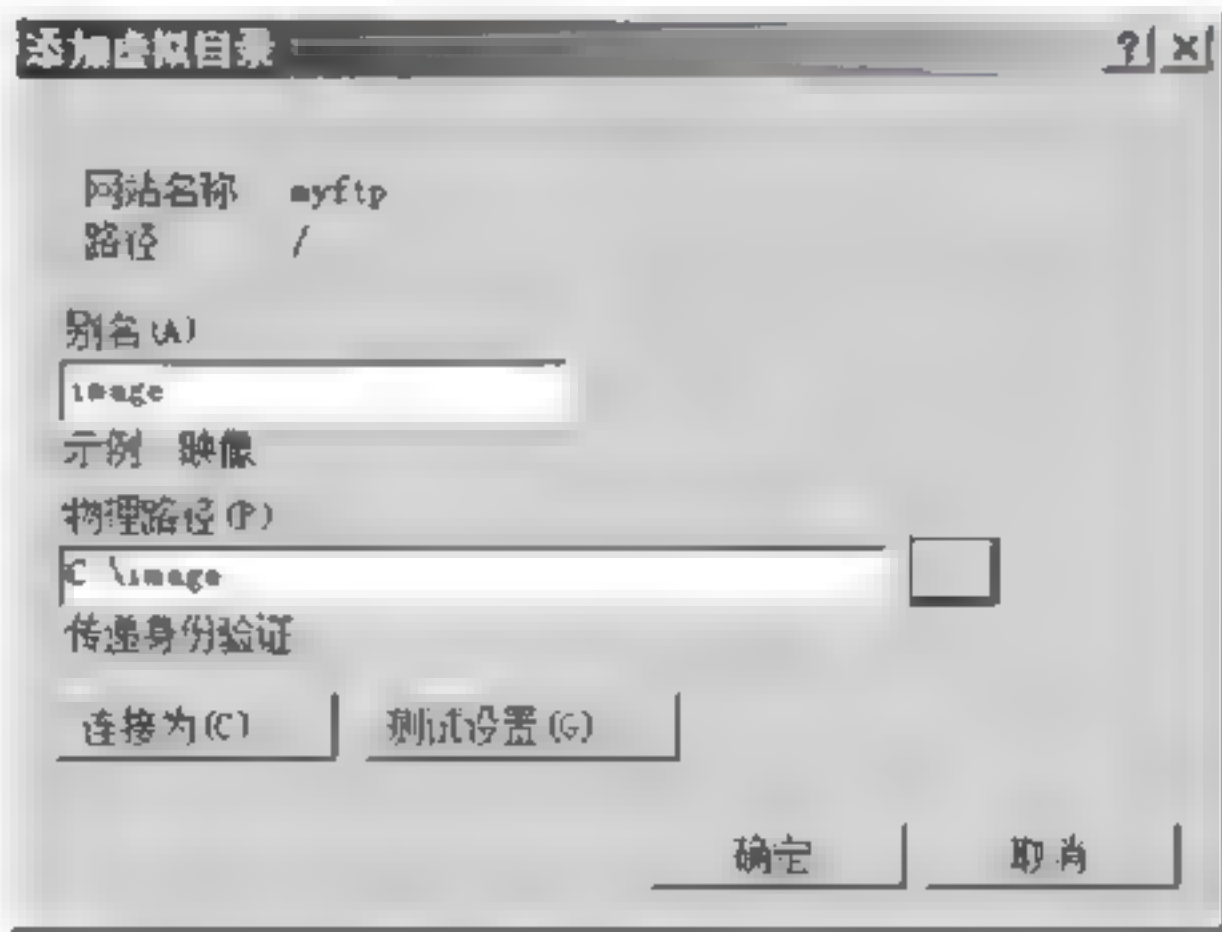 添加虚拟目录
网站名称 myftp
路径 /
别名(A)
image
示例 映像
物理路径(P)
C \image
传递身份验证
连接为(C) 测试设置(G)
确定 取消